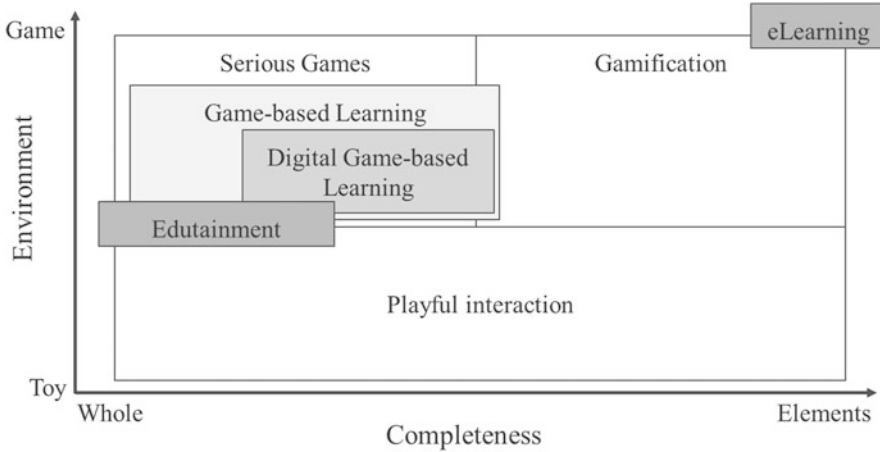 Game
eLearning
Serious Games
Gamification
Game-based Learning
Digital Game-based
Learning
Edutainment
Environment
Playful interaction
Toy
Whole
Elements
Completeness